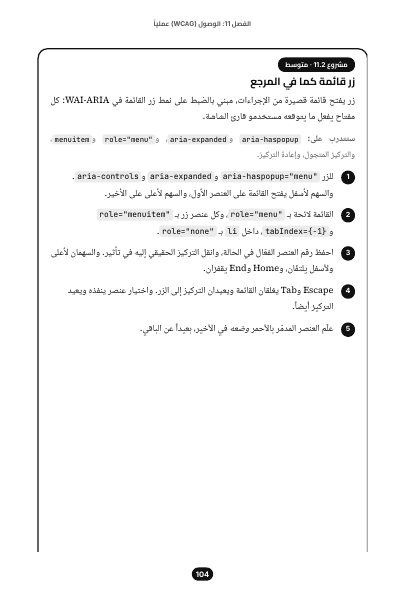 الفصل 11: الوصول (WCAG) عملياً
مشروع 11.2 · متوسط
زر قائمة كما في المرجع
زر يفتح قائمة قصيرة من الإجراءات، مبني بالضبط على نمط زر القائمة في WAI-ARIA: كل
مفتاح يفعل ما يتوقعه مستخدمو قارئ الشاشة.
ستتدرب على: aria-haspopup و aria-expanded، و role="menu" و menuitem،
والتركيز المتجول، وإعادة التركيز.
1 للزر aria-haspopup="menu" و aria-expanded و aria-controls.
والسهم لأسفل يفتح القائمة على العنصر الأول، والسهم لأعلى على الأخير.
2 القائمة لائحة بـ role="menu"، وكل عنصر زر بـ role="menuitem"
و tabIndex={-1}، داخل li بـ role="none".
3 احفظ رقم العنصر الفعّال في الحالة، وانقل التركيز الحقيقي إليه في تأثير. والسهمان لأعلى
ولأسفل يلتفّان، وHome وEnd يقفزان.
4 Escape وTab يغلقان القائمة ويعيدان التركيز إلى الزر. واختيار عنصر ينفذه ويعيد
التركيز أيضاً.
5 علّم العنصر المدمّر بالأحمر وضعه في الأخير، بعيداً عن الباقي.
104